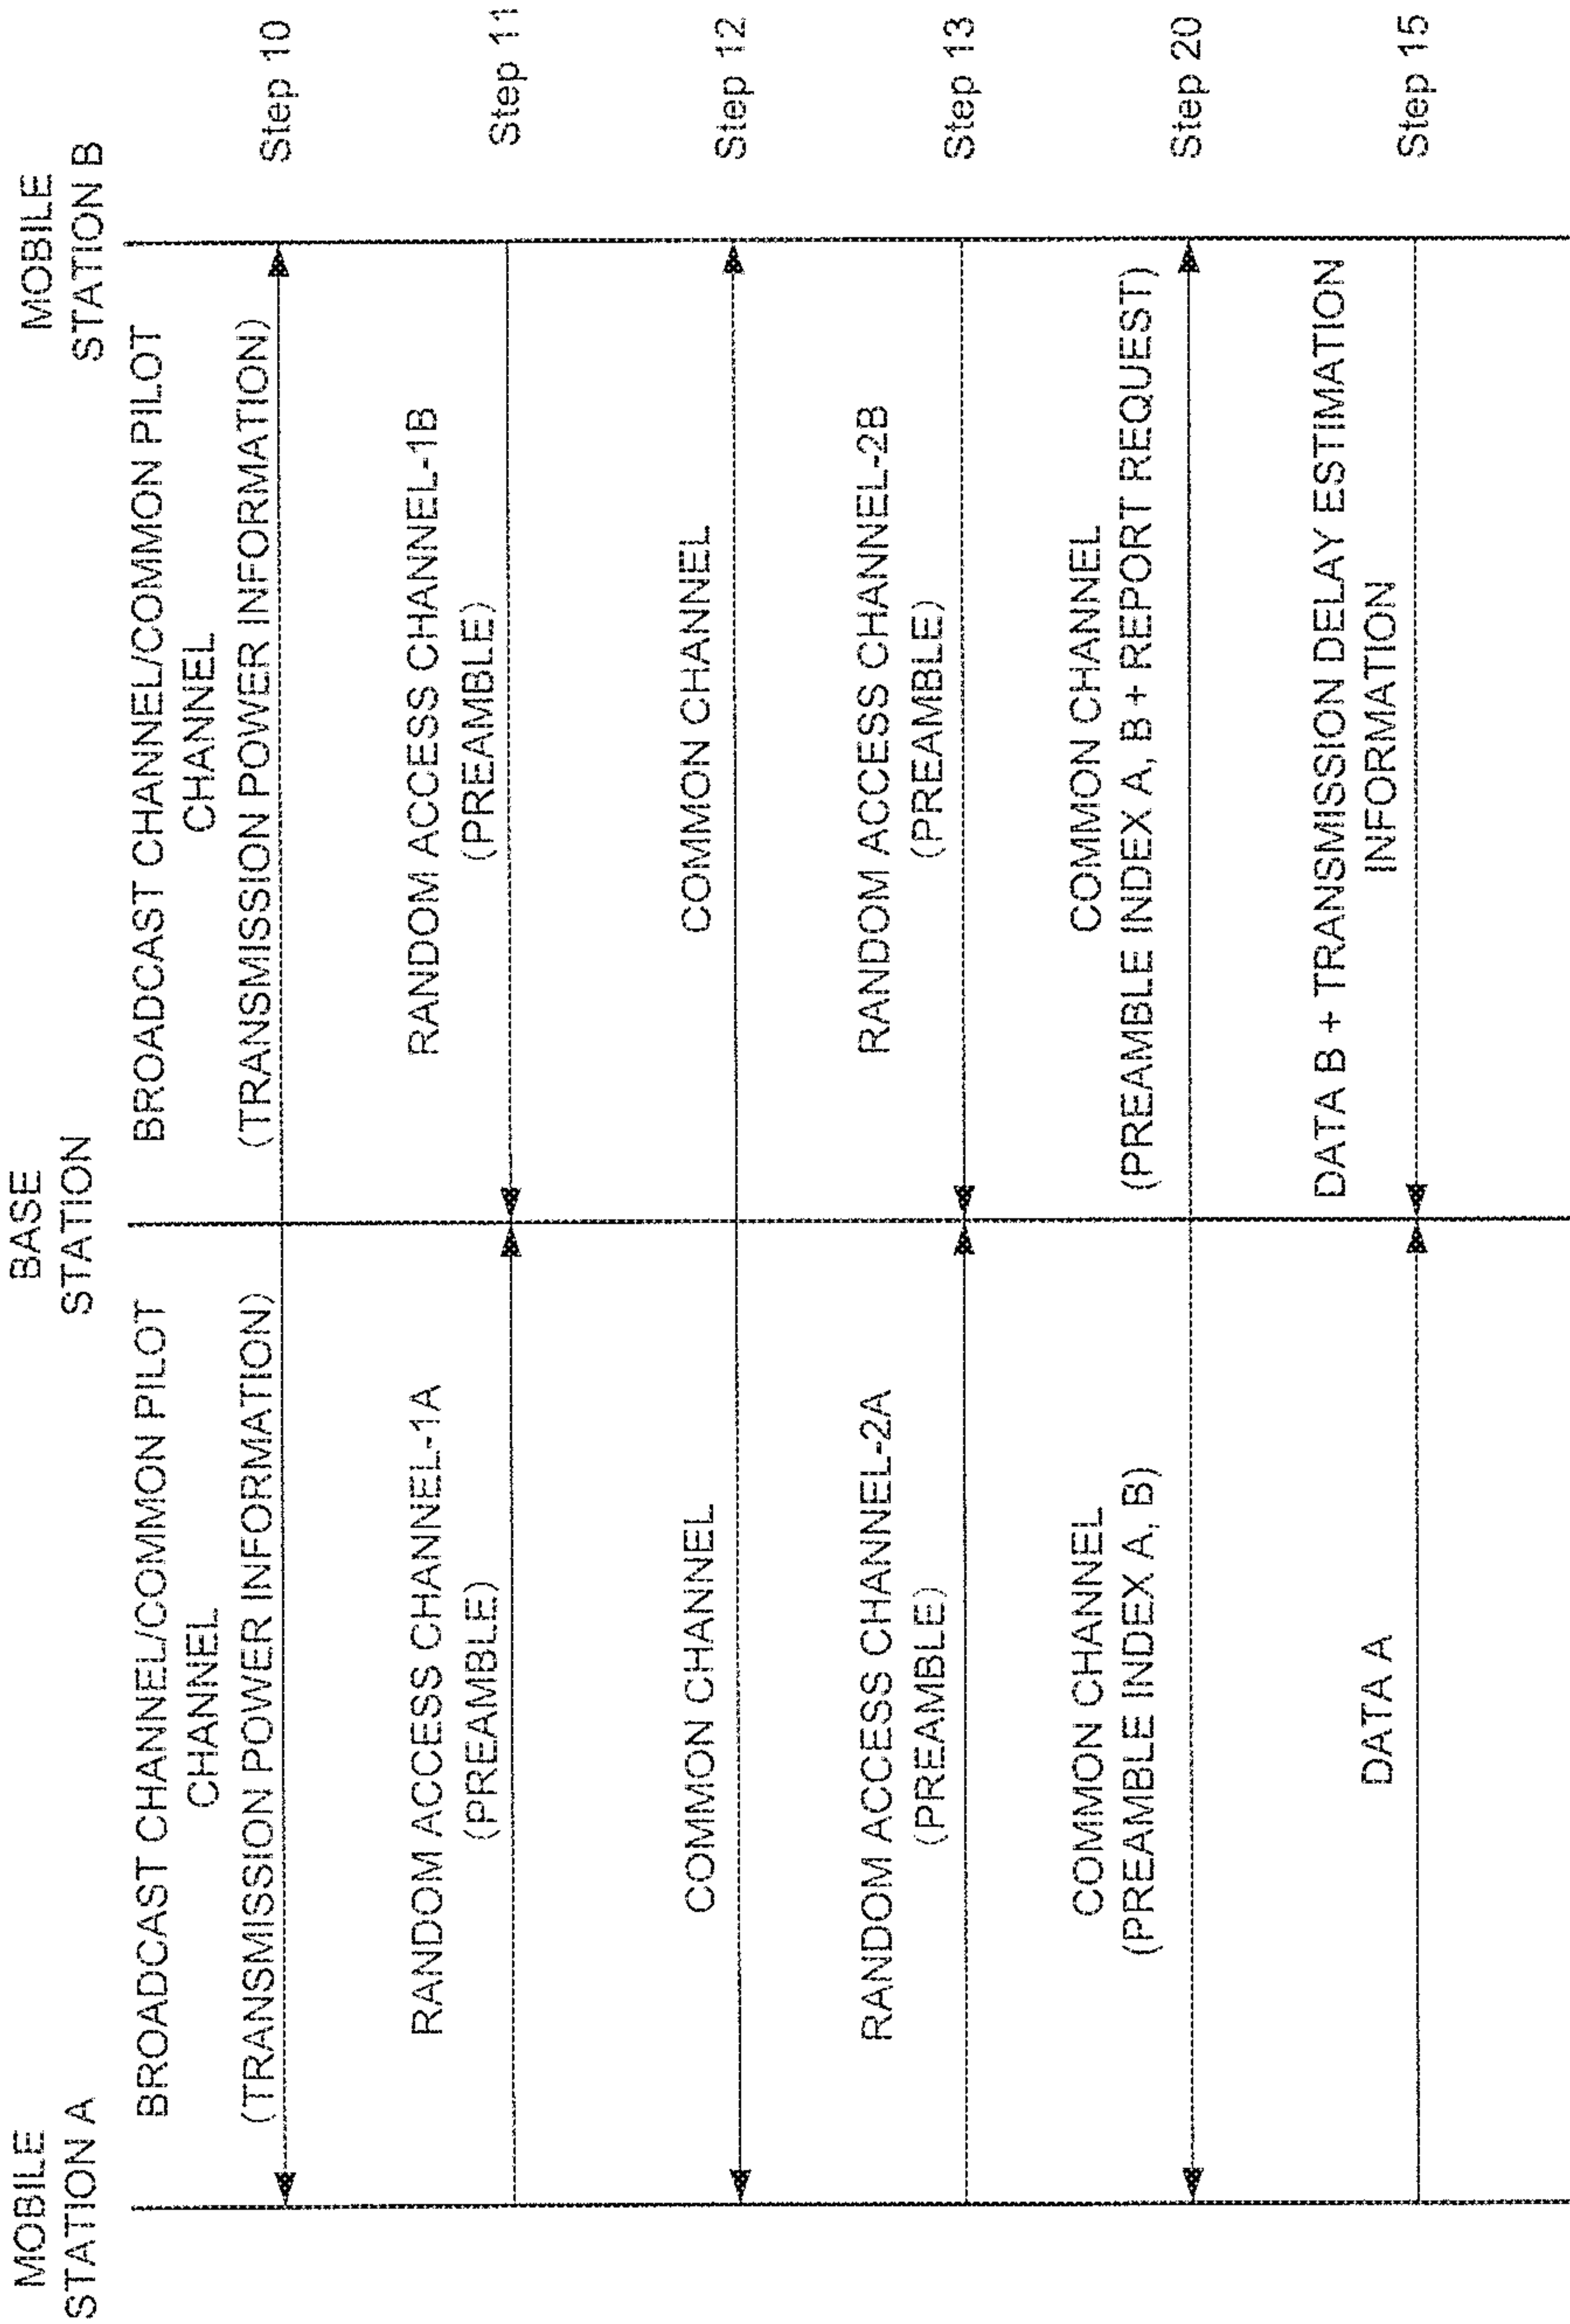 MOBILE
STATION A
BASE
STATION
MOBILE
STATION B
BROADCAST CHANNEL/COMMON PILOT
CHANNEL
(TRANSMISSION POWER INFORMATION)
BROADCAST CHANNEL/COMMON PILOT
CHANNEL
(TRANSMISSION POWER INFORMATION)
Step 10
RANDOM ACCESS CHANNEL-1A
(PREAMBLE)
RANDOM ACCESS CHANNEL-1B
(PREAMBLE)
Step 11
COMMON CHANNEL
COMMON CHANNEL
Step 12
RANDOM ACCESS CHANNEL-2A
(PREAMBLE)
RANDOM ACCESS CHANNEL-2B
(PREAMBLE)
Step 13
COMMON CHANNEL
(PREAMBLE INDEX A, B)
COMMON CHANNEL
(PREAMBLE INDEX A, B + REPORT REQUEST)
Step 20
DATA A
DATA B + TRANSMISSION DELAY ESTIMATION
INFORMATION
Step 15